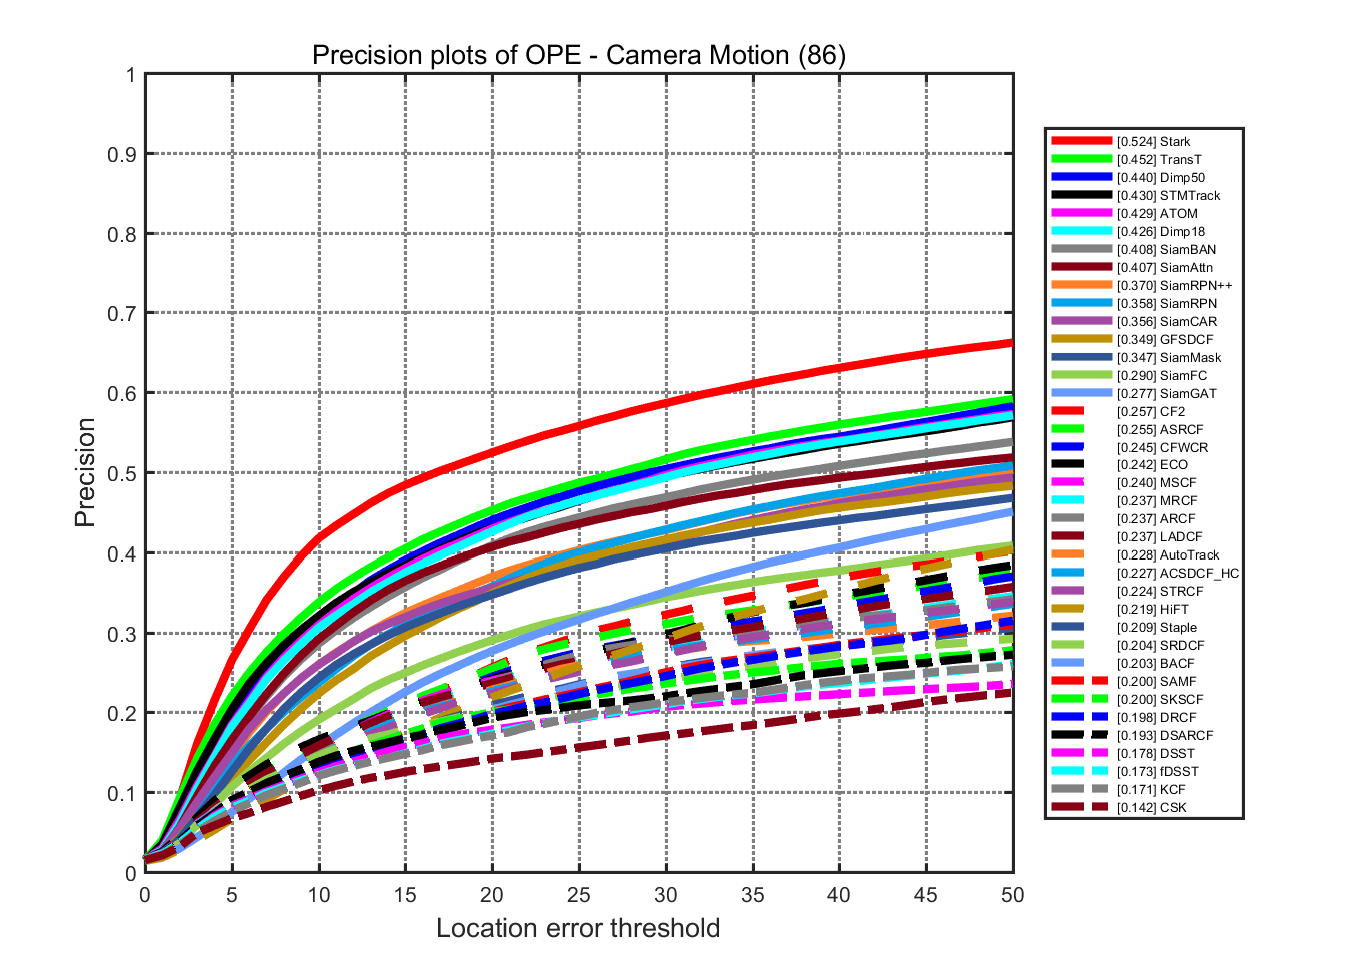 Precision plots of OPE - Camera Motion (86)
1
0.9
0.8
0.7
0.6
0.5
0.4
0.3
0.2
0.1
0
Precision
0 5 10 15 20 25 30 35 40 45 50
Location error threshold
[0.524] Stark
[0.452] TransT
[0.440] Dimp50
[0.430] STMTrack
[0.429] ATOM
[0.426] Dimp18
[0.408] SiamBAN
[0.407] SiamAttn
[0.370] SiamRPN++
[0.358] SiamRPN
[0.356] SiamCAR
[0.349] GFSDCF
[0.347] SiamMask
[0.290] SiamFC
[0.277] SiamGAT
[0.257] CF2
[0.255] ASRCF
[0.245] CFWCR
[0.242] ECO
[0.240] MSCF
[0.237] MRCF
[0.237] ARCF
[0.237] LADCF
[0.228] AutoTrack
[0.227] ACSDCF_HC
[0.224] STRCF
[0.219] HiFT
[0.209] Staple
[0.204] SRDCF
[0.203] BACF
[0.200] SAMF
[0.200] SKSCF
[0.198] DRCF
[0.193] DSARCF
[0.178] DSST
[0.173] fDSST
[0.171] KCF
[0.142] CSK